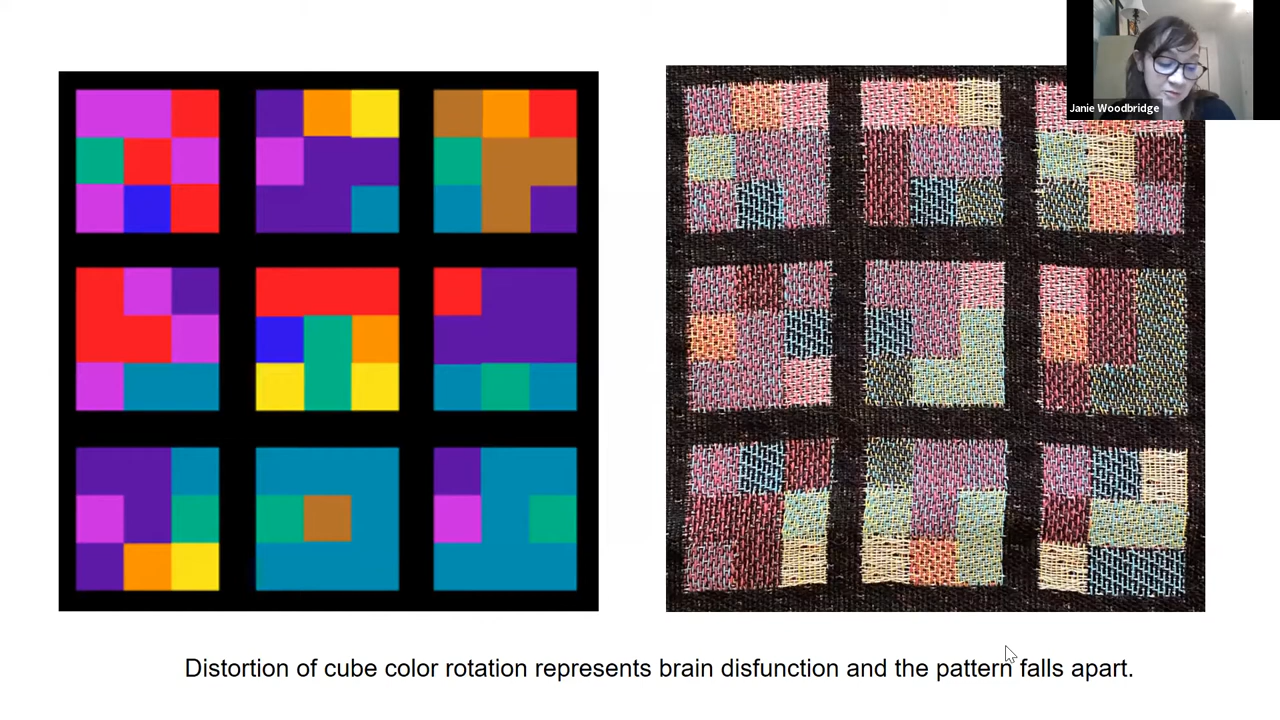 Janie Woodbridge
Distortion of cube color rotation represents brain disfunction and the pattern falls apart.